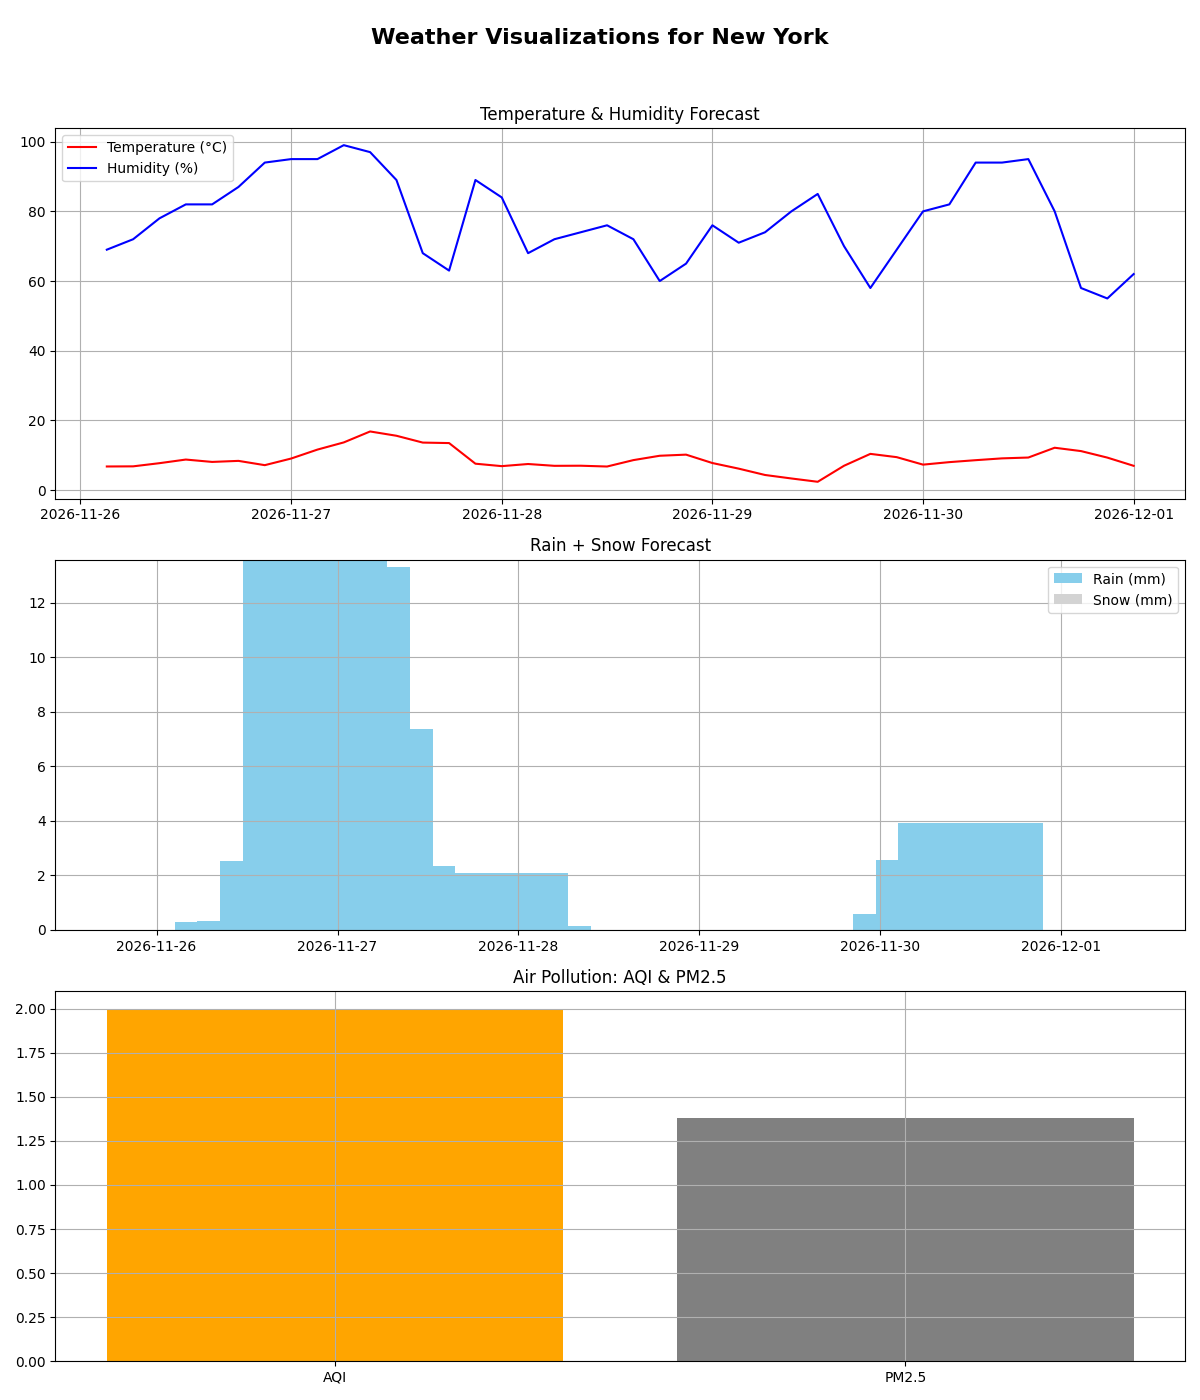 Weather Visualizations for New York
Temperature & Humidity Forecast
Temperature (°C)
Humidity (%)
100
80
60
40
20
0
2026-11-26 2026-11-27 2026-11-28 2026-11-29 2026-11-30 2026-12-01
Rain + Snow Forecast
Rain (mm)
Snow (mm)
12
10
8
6
4
2
0
2026-11-26 2026-11-27 2026-11-28 2026-11-29 2026-11-30 2026-12-01
Air Pollution: AQI & PM2.5
2.00
1.75
1.50
1.25
1.00
0.75
0.50
0.25
0.00
AQI PM2.5